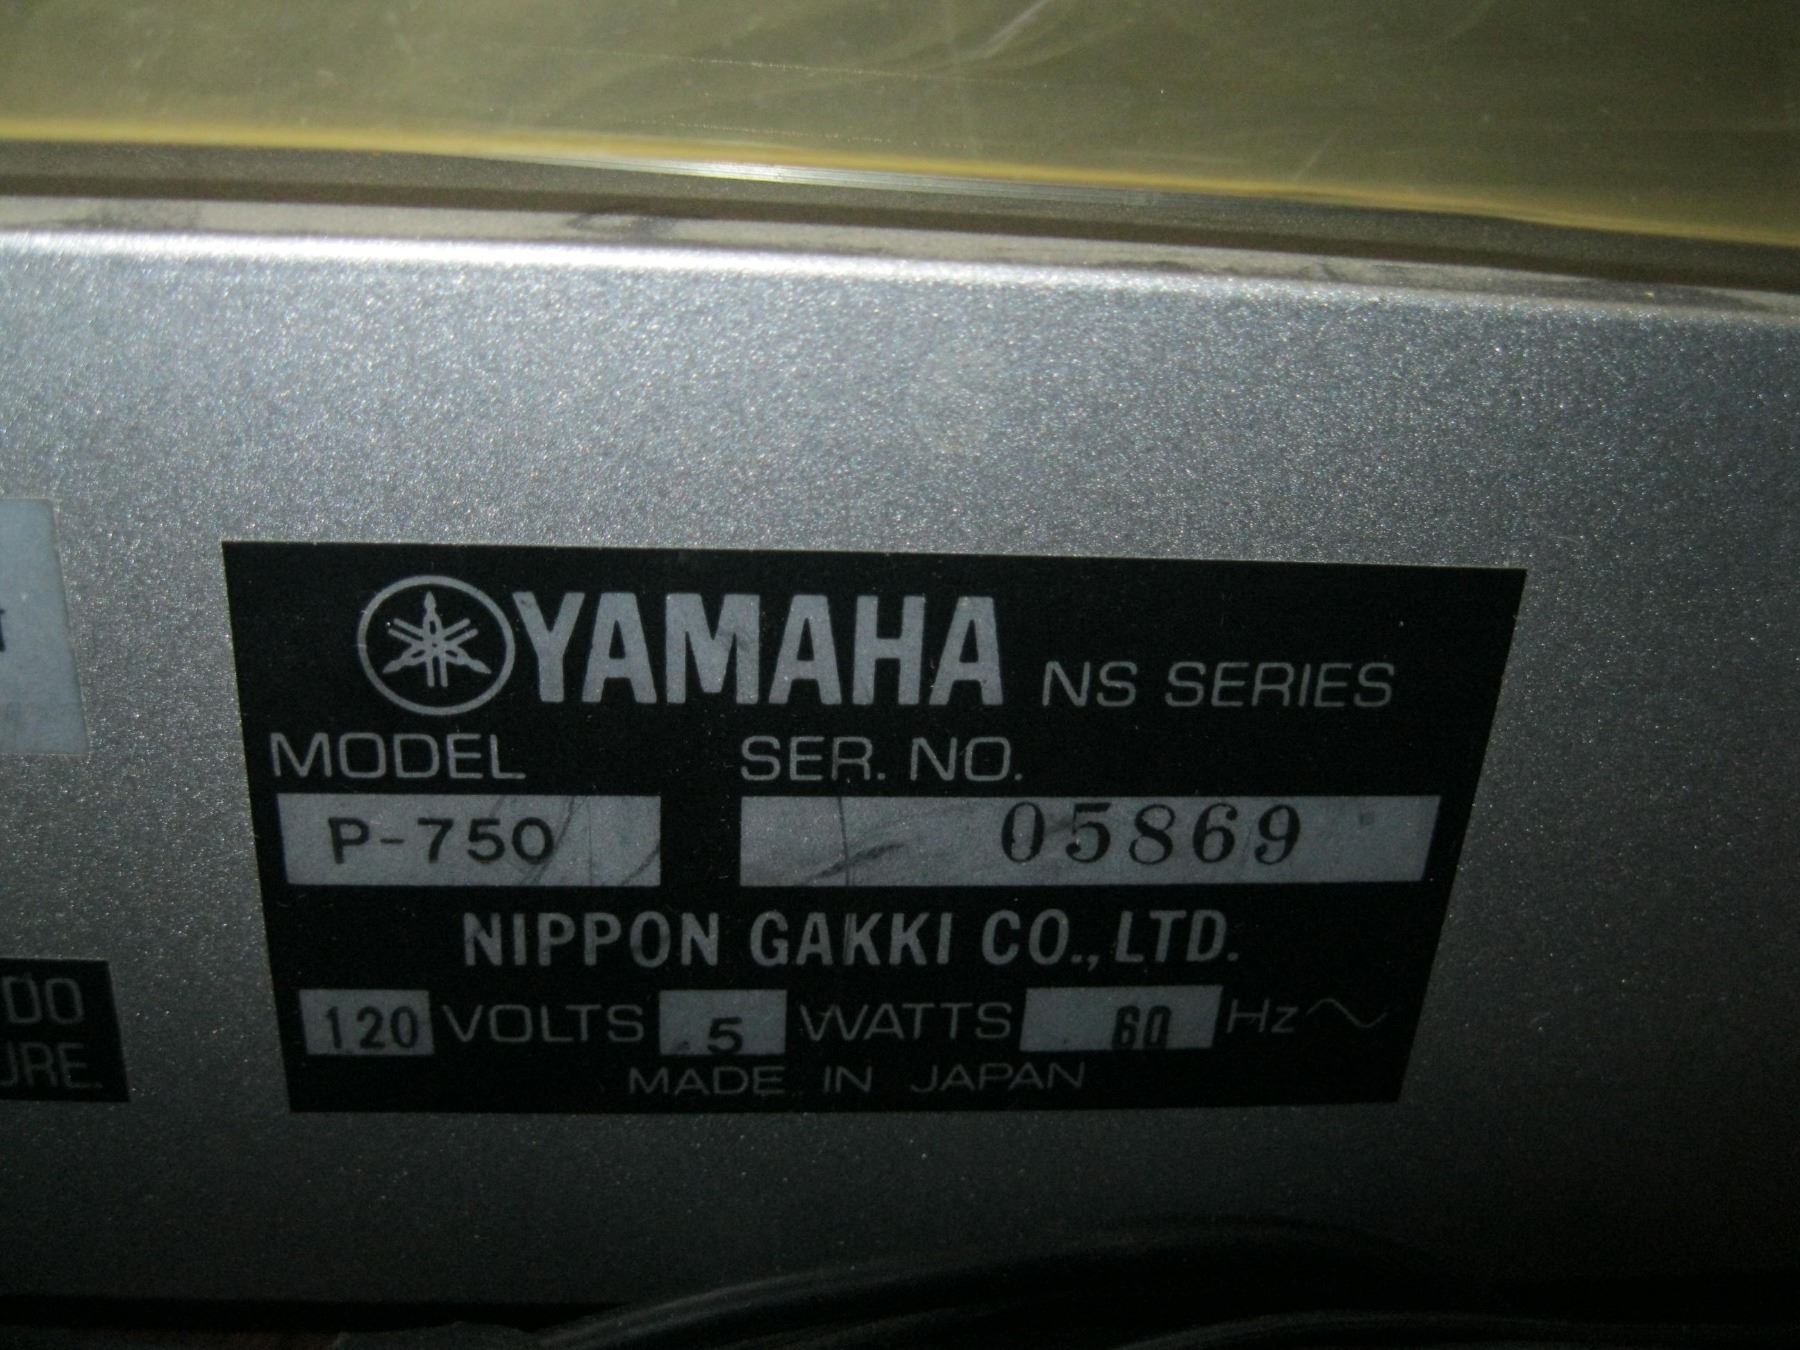 YAMAHA NS SERIES
MODEL SER. NO.
P-750 05869
NIPPON GAKKI CO., LTD.
120 VOLTS 5 WATTS 60 Hz~
MADE IN JAPAN
DO